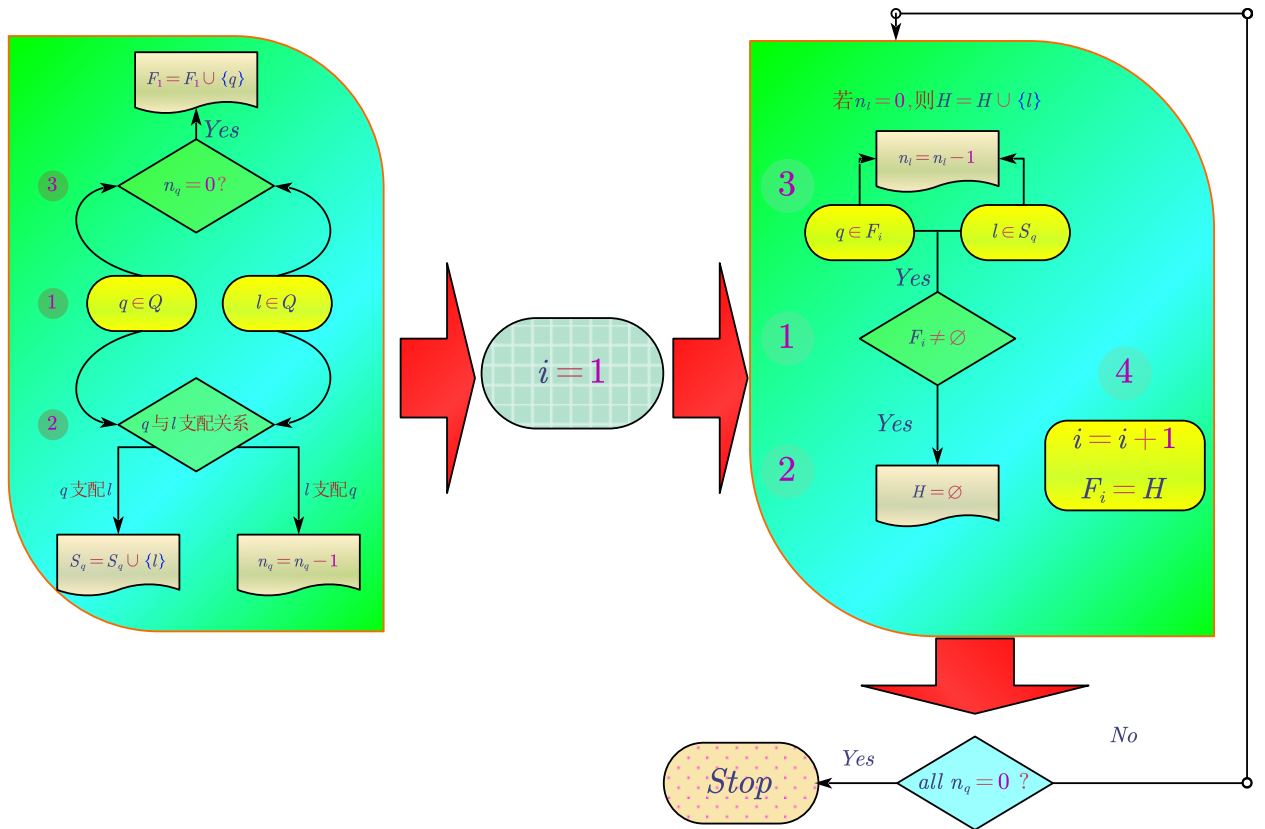 F₁=F₁∪{q}
Yes
3
n_q=0?
1
q∈Q
l∈Q
2
q与l支配关系
q支配l
l支配q
S_q=S_q∪{l}
n_q=n_q−1
i=1
若n_l=0,则H=H∪{l}
n_l=n_l−1
3
q∈F_i
l∈S_q
Yes
1
F_i≠∅
Yes
2
H=∅
4
i=i+1
F_i=H
all n_q=0 ?
Yes
No
Stop